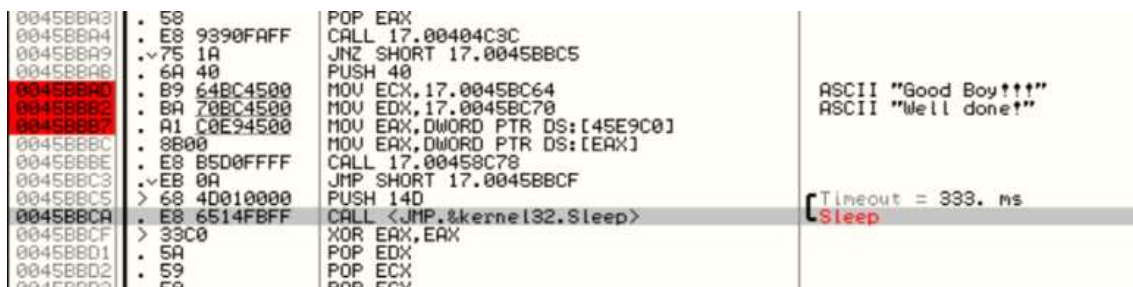 0045BBA3 . 58 POP EAX
0045BBA4 . E8 9390FAFF CALL 17.00404C3C
0045BBA9 .v75 1A JNZ SHORT 17.0045BBC5
0045BBAB . 6A 40 PUSH 40
0045BBAD . B9 64BC4500 MOV ECX,17.0045BC64 ASCII "Good Boy!!!"
0045BBB2 . BA 70BC4500 MOV EDX,17.0045BC70 ASCII "Well done!"
0045BBB7 . A1 C0E94500 MOV EAX,DWORD PTR DS:[45E9C0]
0045BBBC . 8B00 MOV EAX,DWORD PTR DS:[EAX]
0045BBBE . E8 B5D0FFFF CALL 17.00458C78
0045BBC3 .vEB 0A JMP SHORT 17.0045BBCF
0045BBC5 > 68 4D010000 PUSH 14D Timeout = 333. ms
0045BBCA . E8 6514FBFF CALL <JMP.&kernel32.Sleep> Sleep
0045BBCF > 33C0 XOR EAX,EAX
0045BBD1 . 5A POP EDX
0045BBD2 . 59 POP ECX